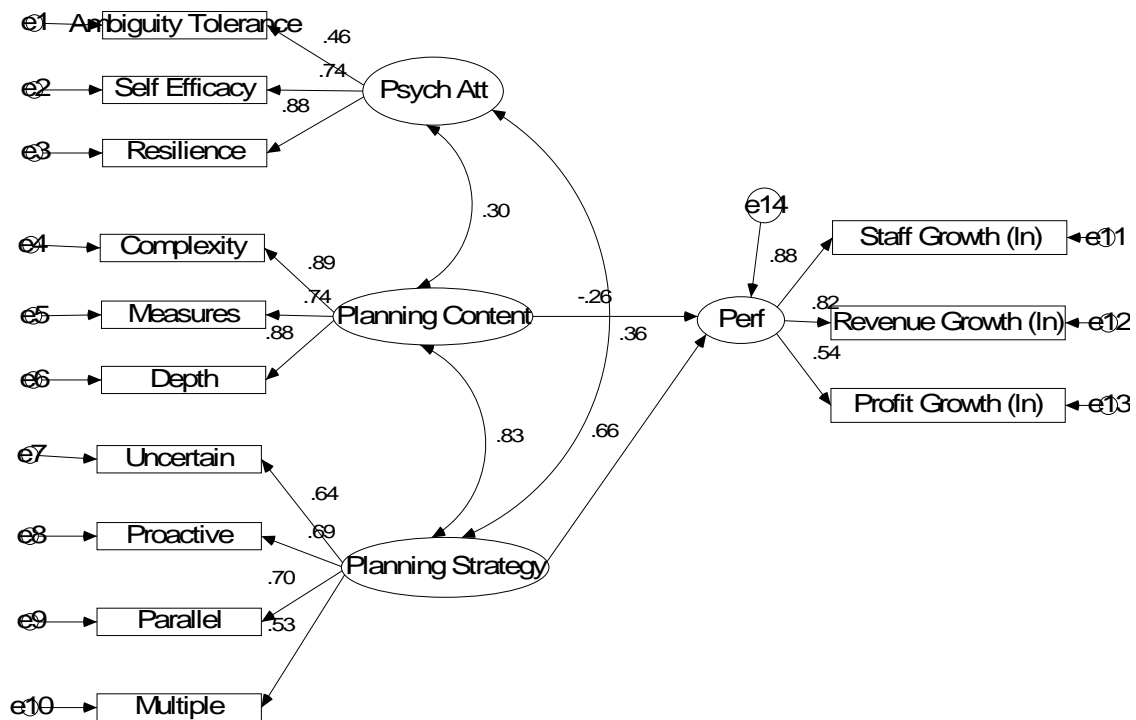 e1
Ambiguity Tolerance
.46
e2
Self Efficacy
.74
Psych Att
.88
e3
Resilience
e14
.30
e4
Complexity
.89
Staff Growth (ln)
e11
.88
e5
Measures
.74
Planning Content
-.26
.36
Perf
.82
Revenue Growth (ln)
e12
.88
.54
e6
Depth
Profit Growth (ln)
e13
e7
Uncertain
.83
.66
.64
e8
Proactive
.69
Planning Strategy
.70
e9
Parallel
.53
e10
Multiple